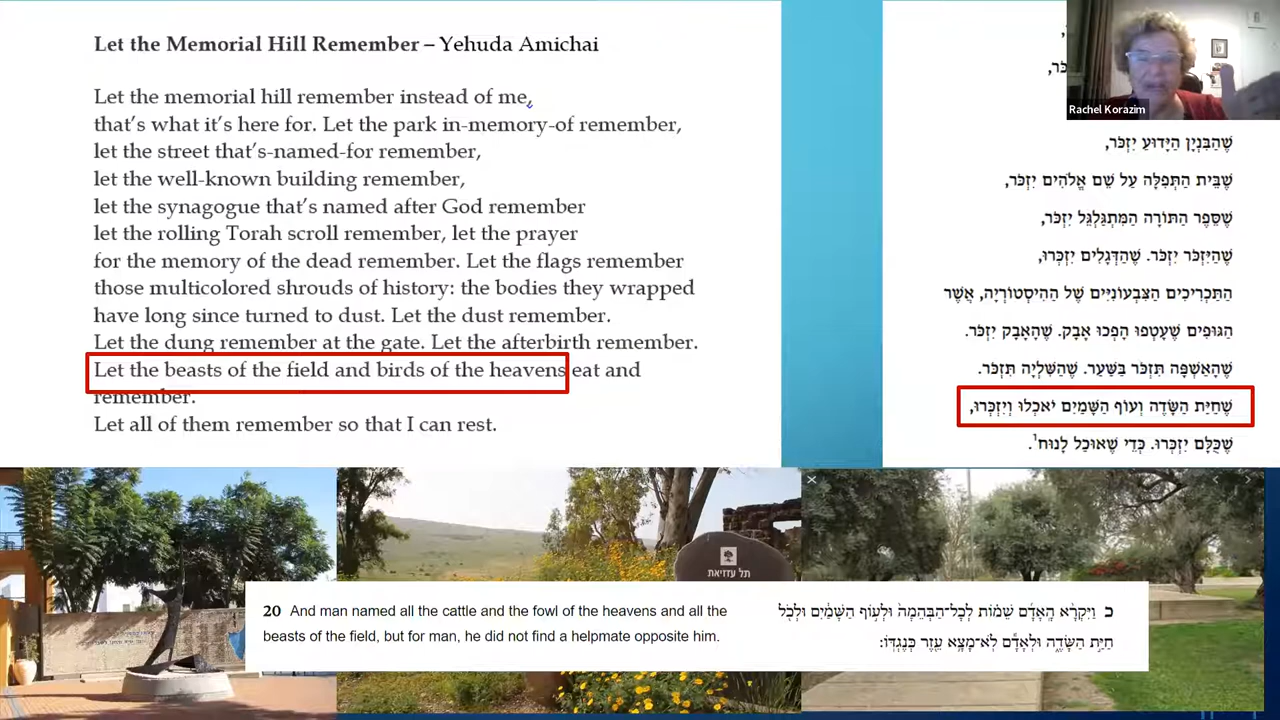 Let the Memorial Hill Remember – Yehuda Amichai
Let the memorial hill remember instead of me,
that's what it's here for. Let the park in-memory-of remember,
let the street that's-named-for remember,
let the well-known building remember,
let the synagogue that's named after God remember
let the rolling Torah scroll remember, let the prayer
for the memory of the dead remember. Let the flags remember
those multicolored shrouds of history: the bodies they wrapped
have long since turned to dust. Let the dust remember.
Let the dung remember at the gate. Let the afterbirth remember.
Let the beasts of the field and birds of the heavens eat and
remember.
Let all of them remember so that I can rest.
Rachel Korazim
שֶׁהַבִּנְיָן הַיָּדוּעַ יִזְכֹּר,
שֶׁבֵּית הַתְּפִלָּה עַל שֵׁם אֱלֹהִים יִזְכֹּר,
שֶׁסֵּפֶר הַתּוֹרָה הַמִּתְגַּלְגֵּל יִזְכֹּר,
שֶׁהַיִּזְכֹּר יִזְכֹּר. שֶׁהַדְּגָלִים יִזְכְּרוּ,
הַתַּכְרִיכִים הַצִּבְעוֹנִיִּים שֶׁל הַהִיסְטוֹרְיָה, אֲשֶׁר
הַגּוּפִים שֶׁעָטְפוּ הָפְכוּ אָבָק. שֶׁהָאָבָק יִזְכֹּר.
שֶׁהָאַשְׁפָּה תִּזְכֹּר בַּשַּׁעַר. שֶׁהַשִּׁלְיָה תִּזְכֹּר.
שֶׁחַיַּת הַשָּׂדֶה וְעוֹף הַשָּׁמַיִם יֹאכְלוּ וְיִזְכְּרוּ,
שֶׁכֻּלָּם יִזְכְּרוּ. כְּדֵי שֶׁאוּכַל לָנוּחַ¹.
תל עדזיאת
20 And man named all the cattle and the fowl of the heavens and all the
beasts of the field, but for man, he did not find a helpmate opposite him.
כ וַיִּקְרָ֨א הָֽאָדָ֜ם שֵׁמ֗וֹת לְכָל־הַבְּהֵמָה֙ וּלְע֣וֹף הַשָּׁמַ֔יִם וּלְכֹ֖ל
חַיַּ֣ת הַשָּׂדֶ֑ה וּלְאָדָ֕ם לֹֽא־מָצָ֥א עֵ֖זֶר כְּנֶגְדּֽוֹ: